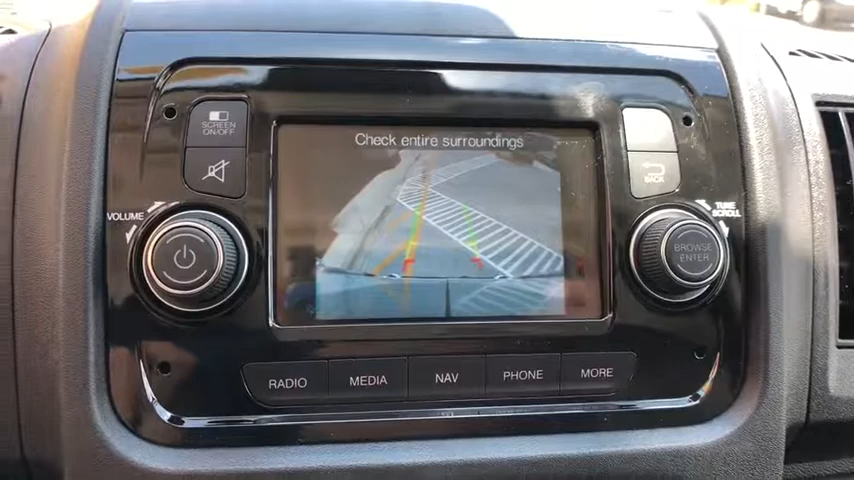 Check entire surroundings
SCREEN
ON/OFF
BACK
VOLUME
TUNE
SCROLL
BROWSE
ENTER
RADIO
MEDIA
NAV
PHONE
MORE